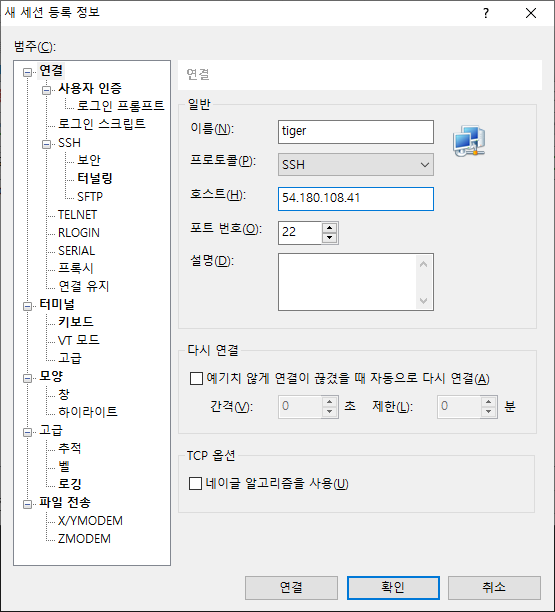 새 세션 등록 정보
범주(C):
연결
사용자 인증
로그인 프롬프트
로그인 스크립트
SSH
보안
터널링
SFTP
TELNET
RLOGIN
SERIAL
프록시
연결 유지
터미널
키보드
VT 모드
고급
모양
창
하이라이트
고급
추적
벨
로깅
파일 전송
X/YMODEM
ZMODEM
연결
일반
이름(N): tiger
프로토콜(P): SSH
호스트(H): 54.180.108.41
포트 번호(O): 22
설명(D):
다시 연결
예기치 않게 연결이 끊겼을 때 자동으로 다시 연결(A)
간격(V): 0 초 제한(L): 0 분
TCP 옵션
네이글 알고리즘을 사용(U)
연결 확인 취소